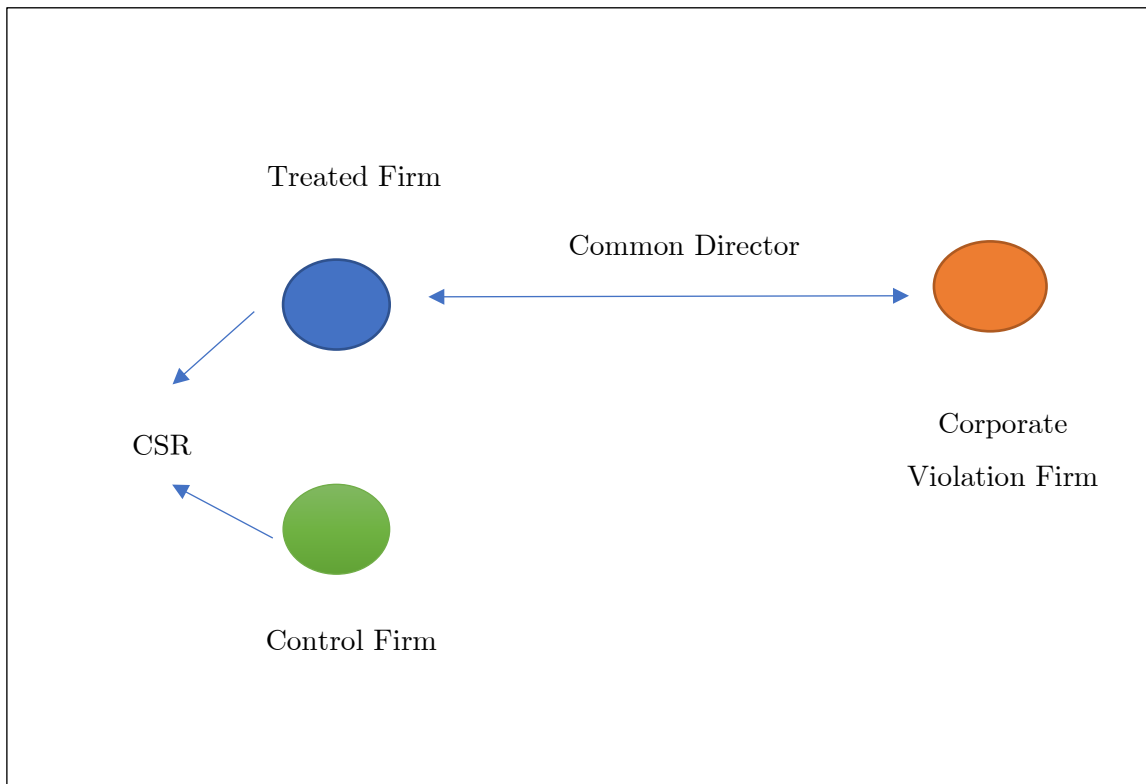 Treated Firm
Common Director
Corporate
Violation Firm
CSR
Control Firm